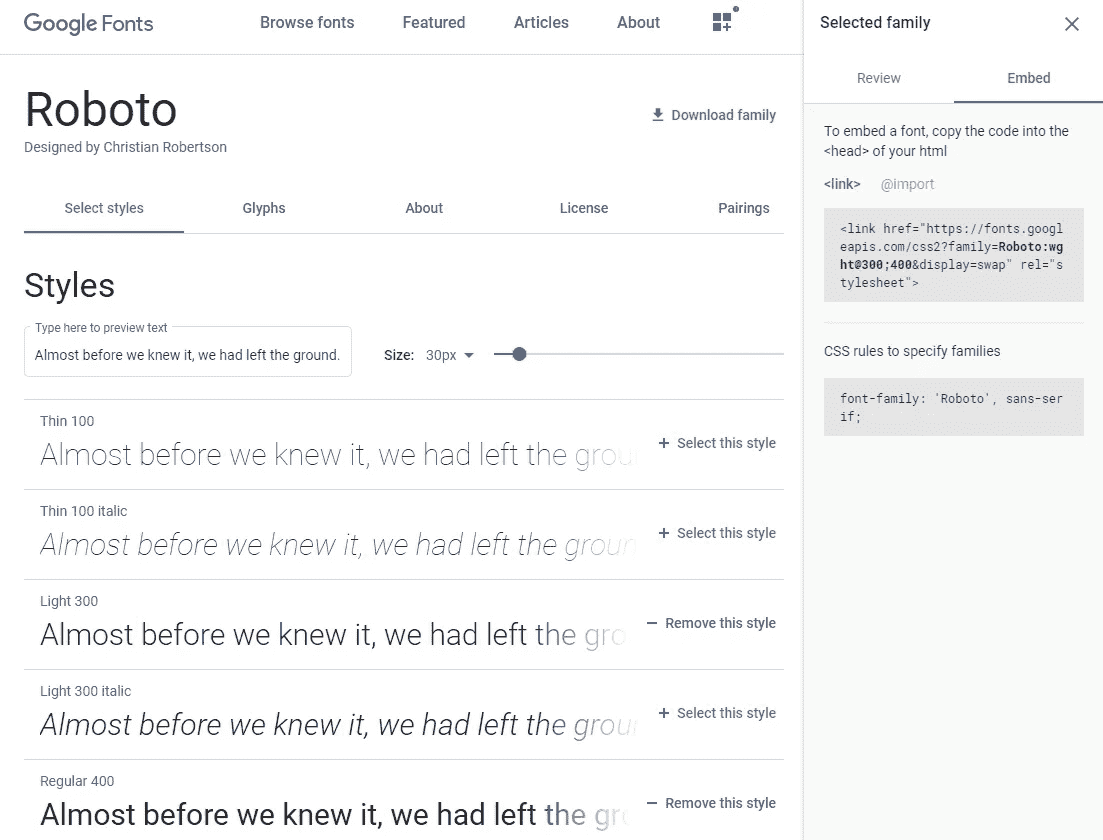 Google Fonts
Browse fonts
Featured
Articles
About
Roboto
Designed by Christian Robertson
Download family
Select styles
Glyphs
About
License
Pairings
Styles
Type here to preview text
Almost before we knew it, we had left the ground.
Size: 30px
Thin 100
Almost before we knew it, we had left the grou
Select this style
Thin 100 italic
Almost before we knew it, we had left the groun
Select this style
Light 300
Almost before we knew it, we had left the gro
Remove this style
Light 300 italic
Almost before we knew it, we had left the grou
Select this style
Regular 400
Almost before we knew it, we had left the gr
Remove this style
Selected family
Review
Embed
To embed a font, copy the code into the
<head> of your html
<link>
@import
<link href="https://fonts.googl
eapis.com/css2?family=Roboto:wg
ht@300;400&display=swap" rel="s
tylesheet">
CSS rules to specify families
font-family: 'Roboto', sans-ser
if;